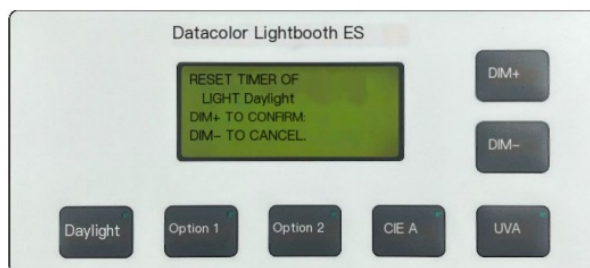 Datacolor Lightbooth ES
RESET TIMER OF
LIGHT Daylight
DIM+ TO CONFIRM:
DIM- TO CANCEL.
DIM+
DIM-
Daylight
Option 1
Option 2
CIE A
UVA